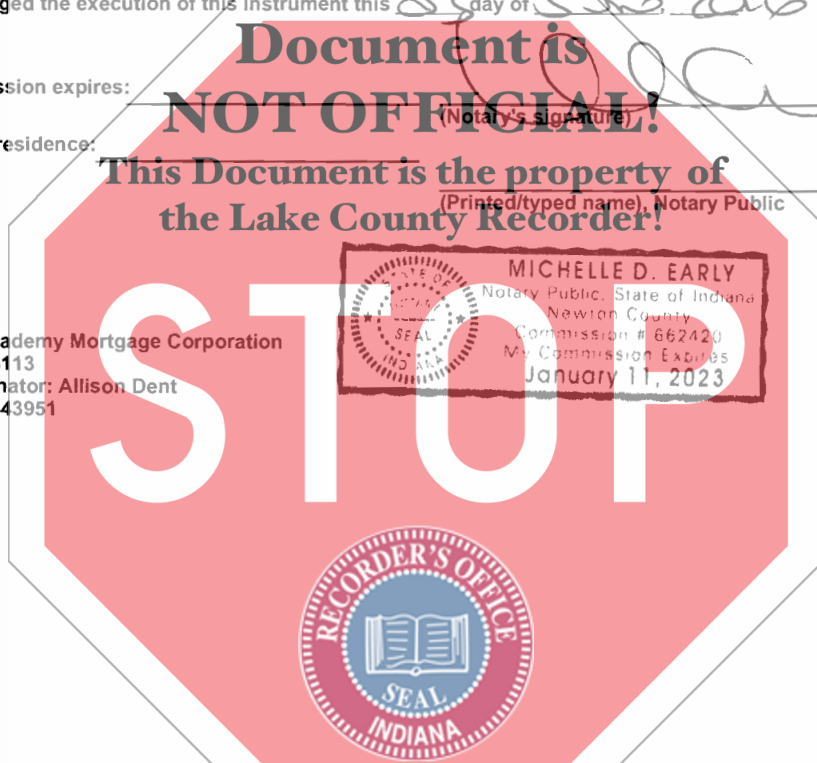 ged the execution of this instrument this day of
Document is
ssion expires:
NOT OFFICIAL!
(Notary's signature)
esidence:
This Document is the property of
(Printed/typed name), Notary Public
the Lake County Recorder!
MICHELLE D. EARLY
Notary Public, State of Indiana
Newton County
Commission # 662420
My Commission Expires
January 11, 2023
STATE OF
NOTARY
SEAL
INDIANA
ademy Mortgage Corporation
113
nator: Allison Dent
43951
STOP
RECORDER'S OFFICE
SEAL
INDIANA